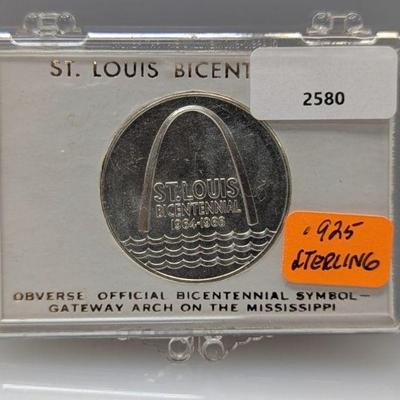 ST. LOUIS BICENT
2580
ST. LOUIS
BICENTENNIAL
1964-1966
.925
STERLING
OBVERSE OFFICIAL BICENTENNIAL SYMBOL—
GATEWAY ARCH ON THE MISSISSIPPI